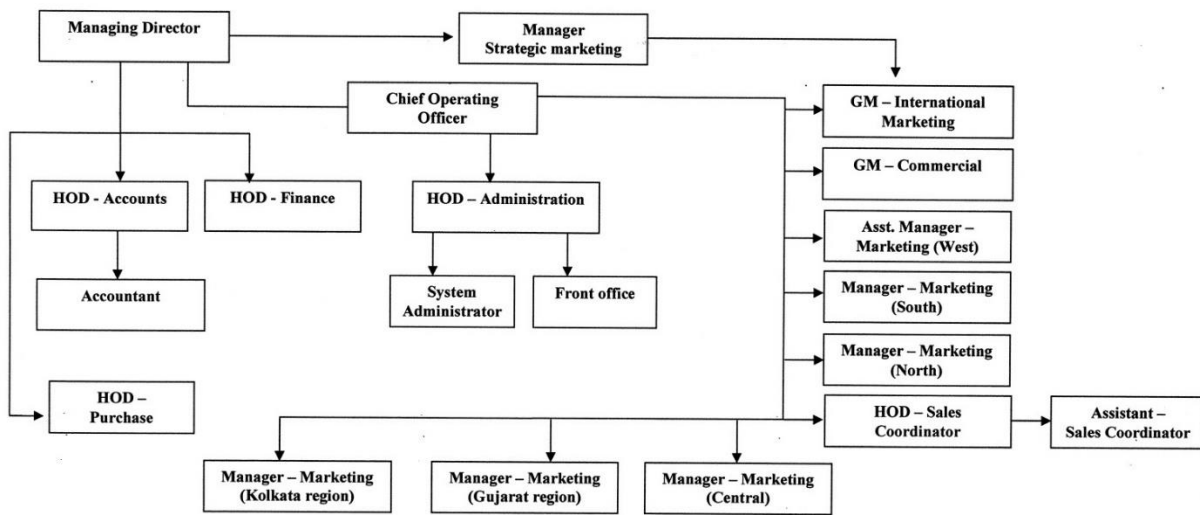 Managing Director
Manager
Strategic marketing
Chief Operating
Officer
GM – International
Marketing
GM – Commercial
HOD - Accounts
HOD - Finance
HOD – Administration
Asst. Manager –
Marketing (West)
Accountant
System
Administrator
Front office
Manager – Marketing
(South)
Manager – Marketing
(North)
HOD –
Purchase
HOD – Sales
Coordinator
Assistant –
Sales Coordinator
Manager – Marketing
(Kolkata region)
Manager – Marketing
(Gujarat region)
Manager – Marketing
(Central)